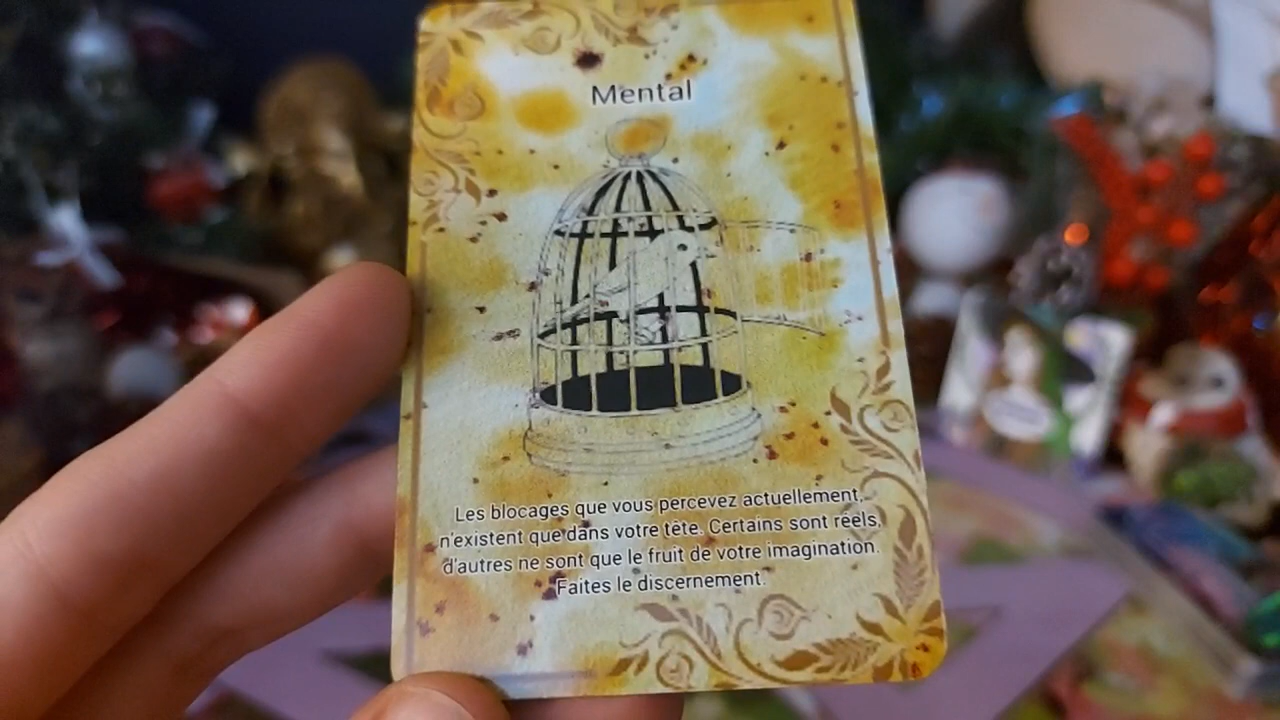 Mental
Les blocages que vous percevez actuellement,
n'existent que dans votre tête. Certains sont réels,
d'autres ne sont que le fruit de votre imagination.
Faites le discernement.